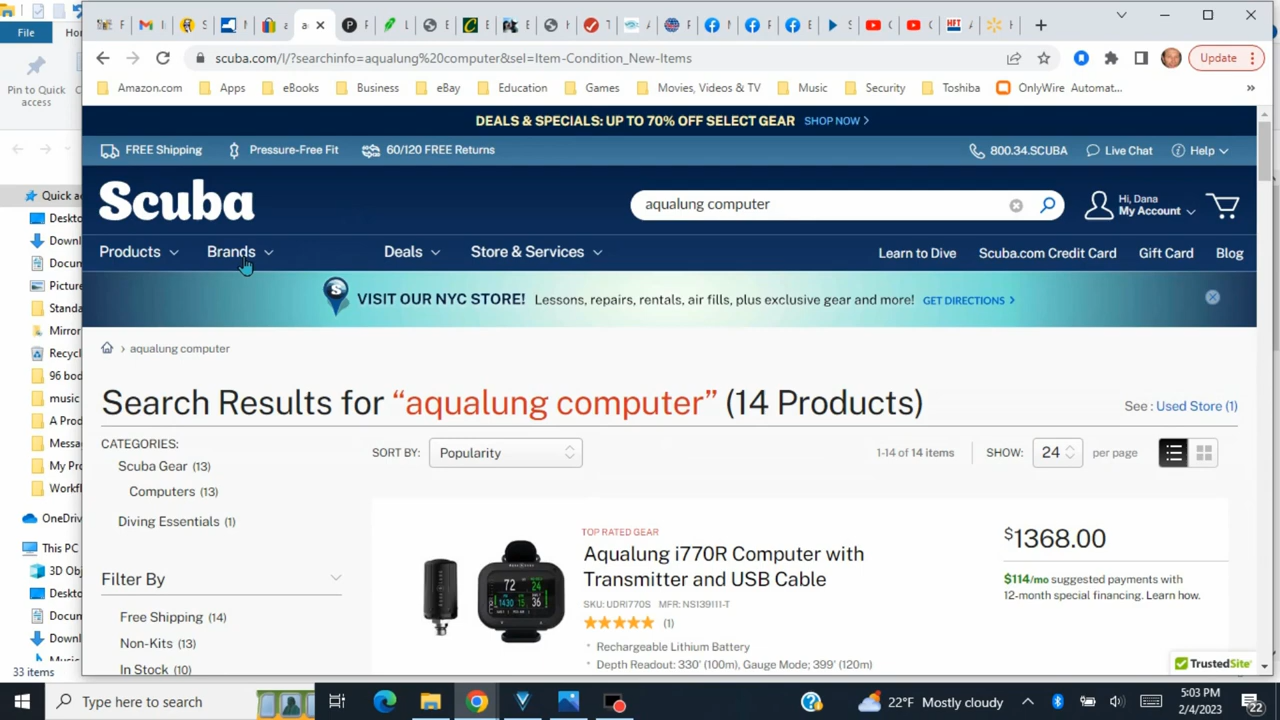 File
Pin to Quick
access
scuba.com/l/?searchinfo=aqualung%20computer&sel=Item-Condition_New-Items
Update
Amazon.com
Apps
eBooks
Business
eBay
Education
Games
Movies, Videos & TV
Music
Security
Toshiba
OnlyWire Automat...
DEALS & SPECIALS: UP TO 70% OFF SELECT GEAR SHOP NOW >
FREE Shipping
Pressure-Free Fit
60/120 FREE Returns
800.34.SCUBA
Live Chat
Help
Scuba
aqualung computer
Hi, Dana
My Account
Products
Brands
Deals
Store & Services
Learn to Dive
Scuba.com Credit Card
Gift Card
Blog
VISIT OUR NYC STORE! Lessons, repairs, rentals, air fills, plus exclusive gear and more! GET DIRECTIONS >
> aqualung computer
Search Results for “aqualung computer” (14 Products)
See : Used Store (1)
CATEGORIES:
Scuba Gear (13)
Computers (13)
Diving Essentials (1)
Filter By
Free Shipping (14)
Non-Kits (13)
In Stock (10)
SORT BY: Popularity
1-14 of 14 items
SHOW: 24 per page
TOP RATED GEAR
Aqualung i770R Computer with
Transmitter and USB Cable
SKU: UDRI770S MFR: NS139111-T
(1)
Rechargeable Lithium Battery
Depth Readout: 330' (100m), Gauge Mode; 399' (120m)
$1368.00
$114/mo suggested payments with
12-month special financing. Learn how.
TrustedSite
Quick ac
Deskto
Downl
Docum
Picture
Standa
Mirror
Recycl
96 bod
music
A Prod
Messa
My Pro
Workfl
OneDriv
This PC
3D Obj
Deskto
Docum
Downl
Music
33 items
Type here to search
22°F Mostly cloudy
5:03 PM
2/4/2023
22